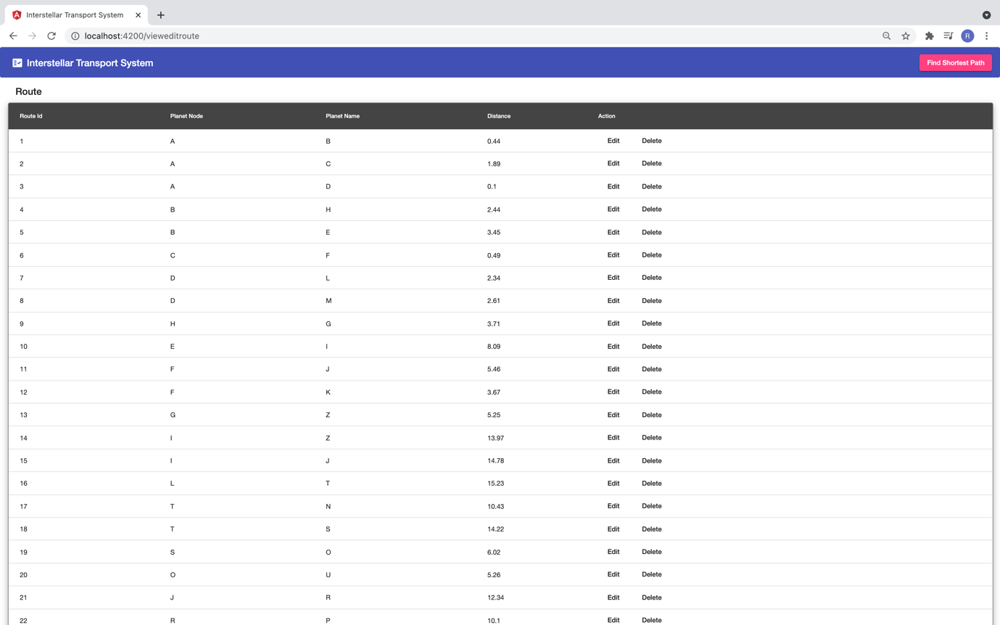 Interstellar Transport System
localhost:4200/vieweditroute
R
Interstellar Transport System Find Shortest Path
Route
Route Id Planet Node Planet Name Distance Action
1 A B 0.44 Edit Delete
2 A C 1.89 Edit Delete
3 A D 0.1 Edit Delete
4 B H 2.44 Edit Delete
5 B E 3.45 Edit Delete
6 C F 0.49 Edit Delete
7 D L 2.34 Edit Delete
8 D M 2.61 Edit Delete
9 H G 3.71 Edit Delete
10 E I 8.09 Edit Delete
11 F J 5.46 Edit Delete
12 F K 3.67 Edit Delete
13 G Z 5.25 Edit Delete
14 I Z 13.97 Edit Delete
15 I J 14.78 Edit Delete
16 L T 15.23 Edit Delete
17 T N 10.43 Edit Delete
18 T S 14.22 Edit Delete
19 S O 6.02 Edit Delete
20 O U 5.26 Edit Delete
21 J R 12.34 Edit Delete
22 R P 10.1 Edit Delete